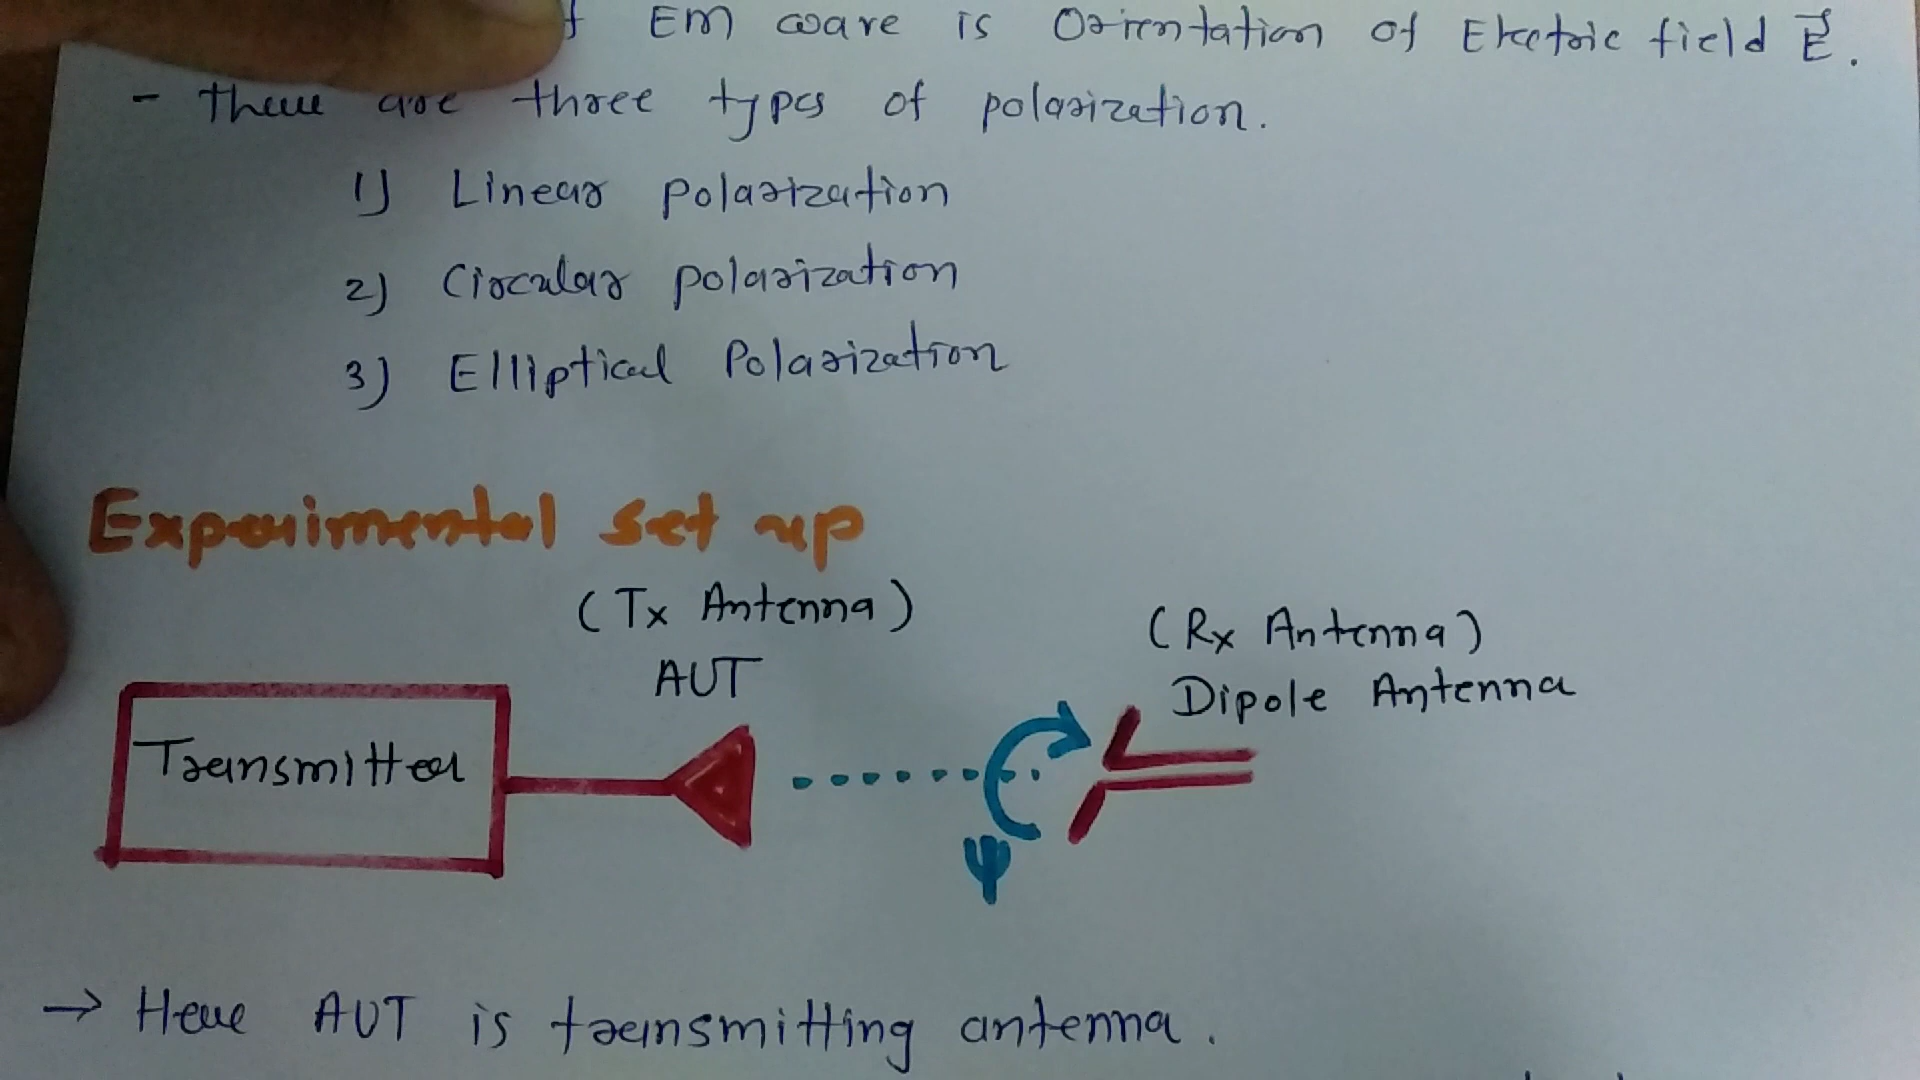 EM wave is Orientation of Electric field E.
- There are three types of polarization.
1) Linear polarization
2) Circular polarization
3) Elliptical Polarization
Experimental set up
(Tx Antenna)
AUT
(Rx Antenna)
Dipole Antenna
Transmitter
ψ
→ Here AUT is transmitting antenna.